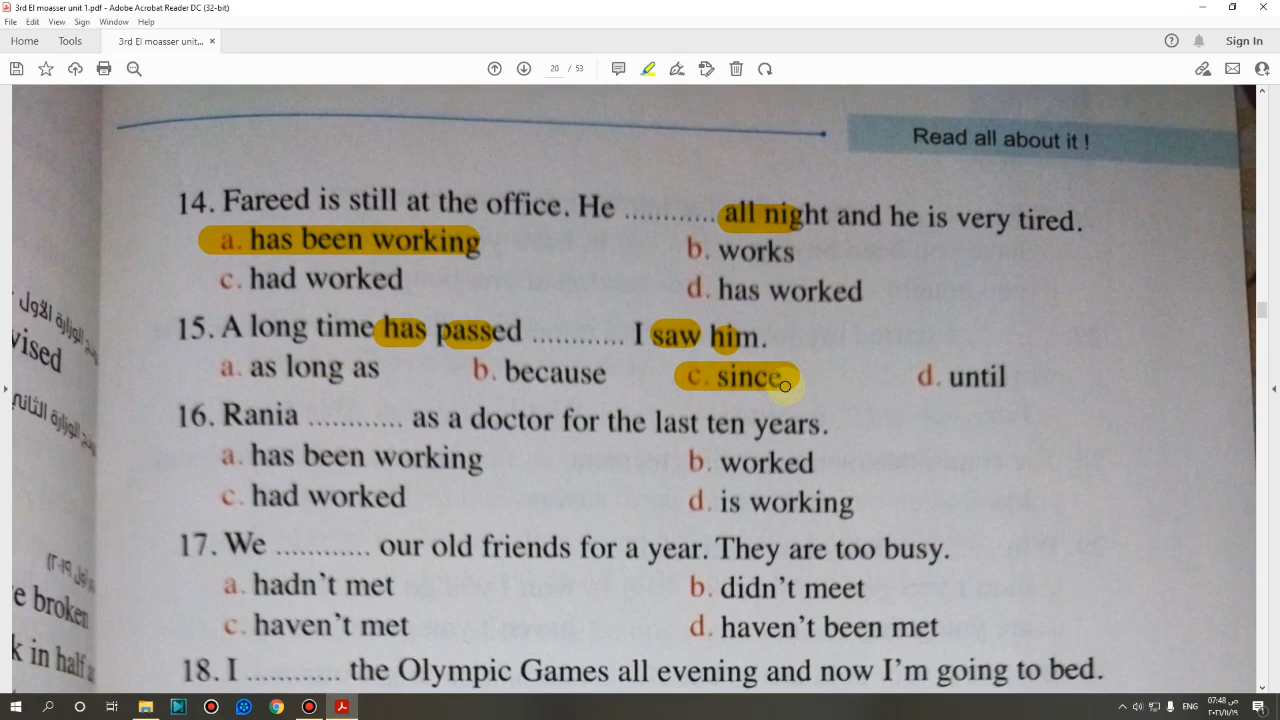 3rd El moasser unit 1.pdf - Adobe Acrobat Reader DC (32-bit)
File Edit View Sign Window Help
Home Tools 3rd El moasser unit,... × Sign In
20 / 53
Read all about it !
14. Fareed is still at the office. He ............ all night and he is very tired.
a. has been working b. works
c. had worked d. has worked
15. A long time has passed ............ I saw him.
a. as long as b. because c. since d. until
16. Rania ............ as a doctor for the last ten years.
a. has been working b. worked
c. had worked d. is working
17. We ............ our old friends for a year. They are too busy.
a. hadn't met b. didn't meet
c. haven't met d. haven't been met
18. I ............ the Olympic Games all evening and now I'm going to bed.
الوزارة الأول
vised
الوزارة الثاني
e broken
k in half a
ENG 07:48 ص